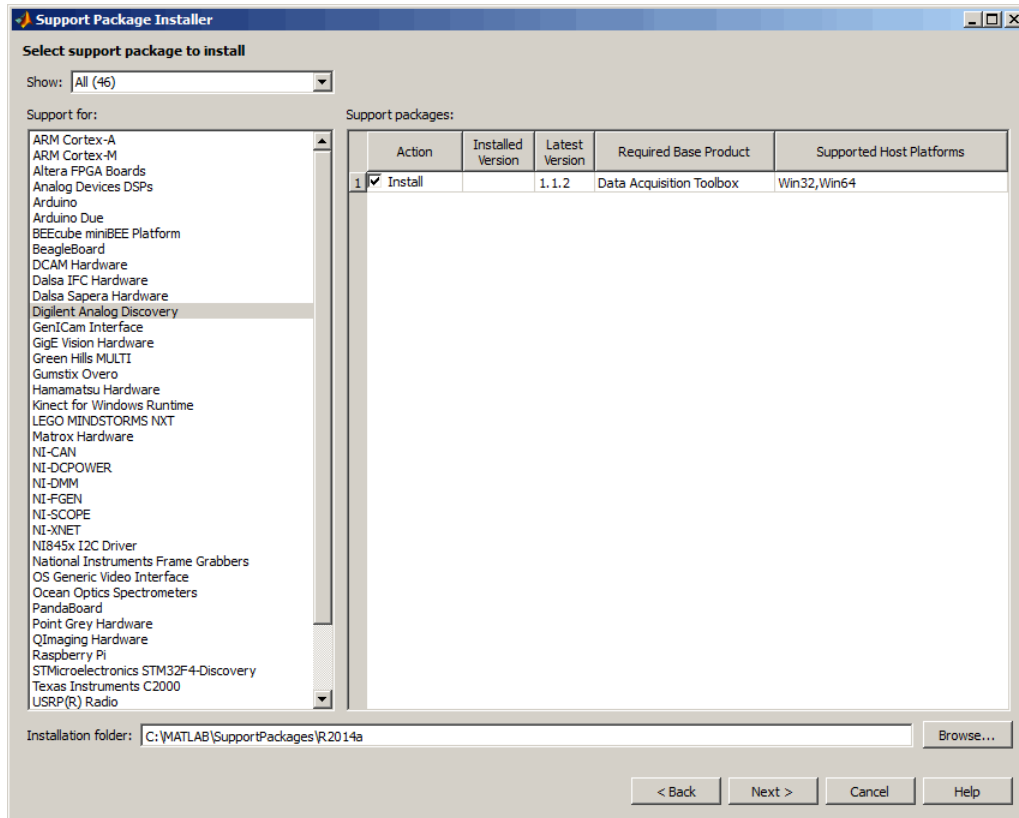 Support Package Installer
Select support package to install
Show: All (46)
Support for:
ARM Cortex-A
ARM Cortex-M
Altera FPGA Boards
Analog Devices DSPs
Arduino
Arduino Due
BEEcube miniBEE Platform
BeagleBoard
DCAM Hardware
Dalsa IFC Hardware
Dalsa Sapera Hardware
Digilent Analog Discovery
GenICam Interface
GigE Vision Hardware
Green Hills MULTI
Gumstix Overo
Hamamatsu Hardware
Kinect for Windows Runtime
LEGO MINDSTORMS NXT
Matrox Hardware
NI-CAN
NI-DCPOWER
NI-DMM
NI-FGEN
NI-SCOPE
NI-XNET
NI845x I2C Driver
National Instruments Frame Grabbers
OS Generic Video Interface
Ocean Optics Spectrometers
PandaBoard
Point Grey Hardware
QImaging Hardware
Raspberry Pi
STMicroelectronics STM32F4-Discovery
Texas Instruments C2000
USRP(R) Radio
Support packages:
Action Installed Version Latest Version Required Base Product Supported Host Platforms
1 Install 1.1.2 Data Acquisition Toolbox Win32,Win64
Installation folder: C:\MATLAB\SupportPackages\R2014a Browse...
< Back Next > Cancel Help